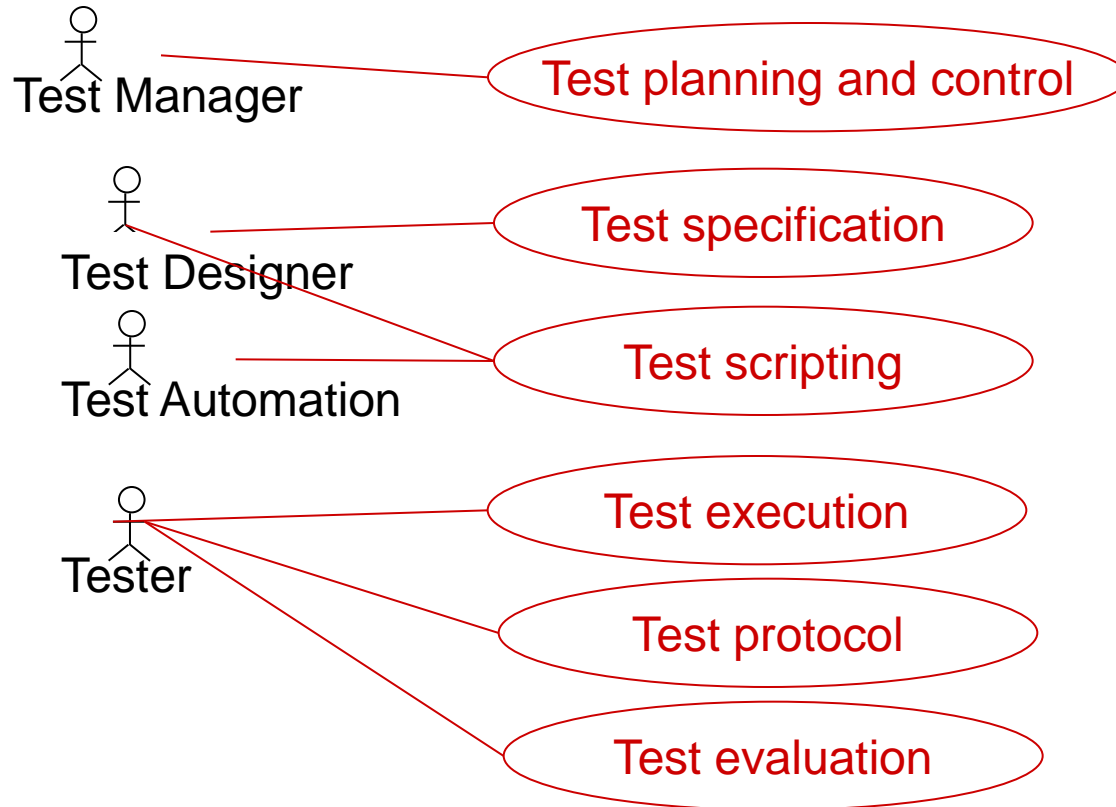 Test Manager
Test planning and control
Test Designer
Test specification
Test Automation
Test scripting
Tester
Test execution
Test protocol
Test evaluation